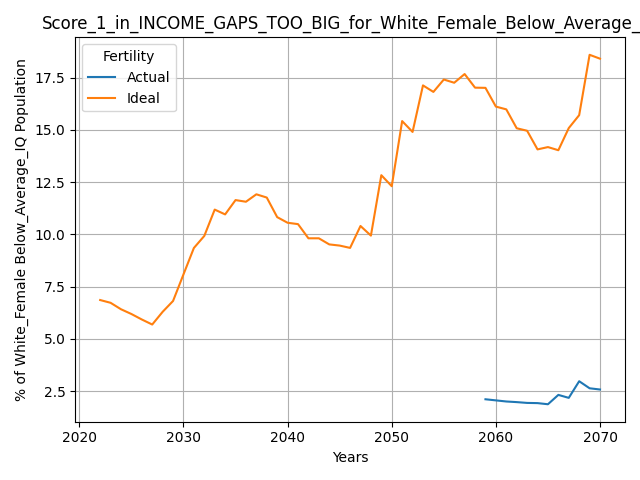 Score_1_in_INCOME_GAPS_TOO_BIG_for_White_Female_Below_Average_
Fertility
Actual
Ideal
% of White_Female Below_Average_IQ Population
17.5
15.0
12.5
10.0
7.5
5.0
2.5
2020
2030
2040
2050
2060
2070
Years